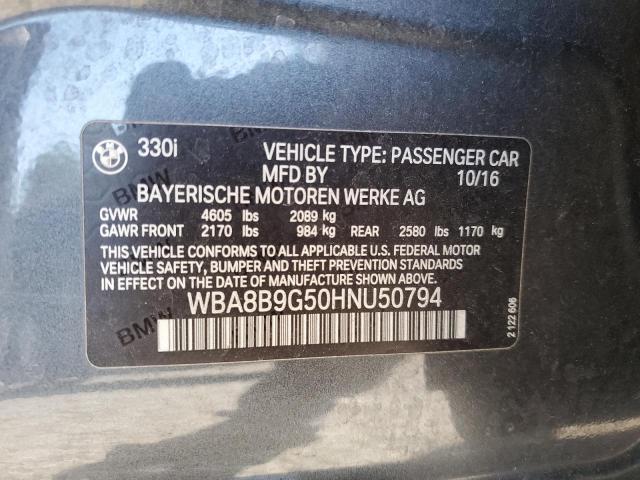 330i VEHICLE TYPE: PASSENGER CAR
MFD BY 10/16
BAYERISCHE MOTOREN WERKE AG
GVWR 4605 lbs 2089 kg
GAWR FRONT 2170 lbs 984 kg REAR 2580 lbs 1170 kg
THIS VEHICLE CONFORMS TO ALL APPLICABLE U.S. FEDERAL MOTOR
VEHICLE SAFETY, BUMPER AND THEFT PREVENTION STANDARDS
IN EFFECT ON THE DATE OF MANUFACTURE SHOWN ABOVE.
WBA8B9G50HNU50794
2 122 606
BMW
BMW
BMW